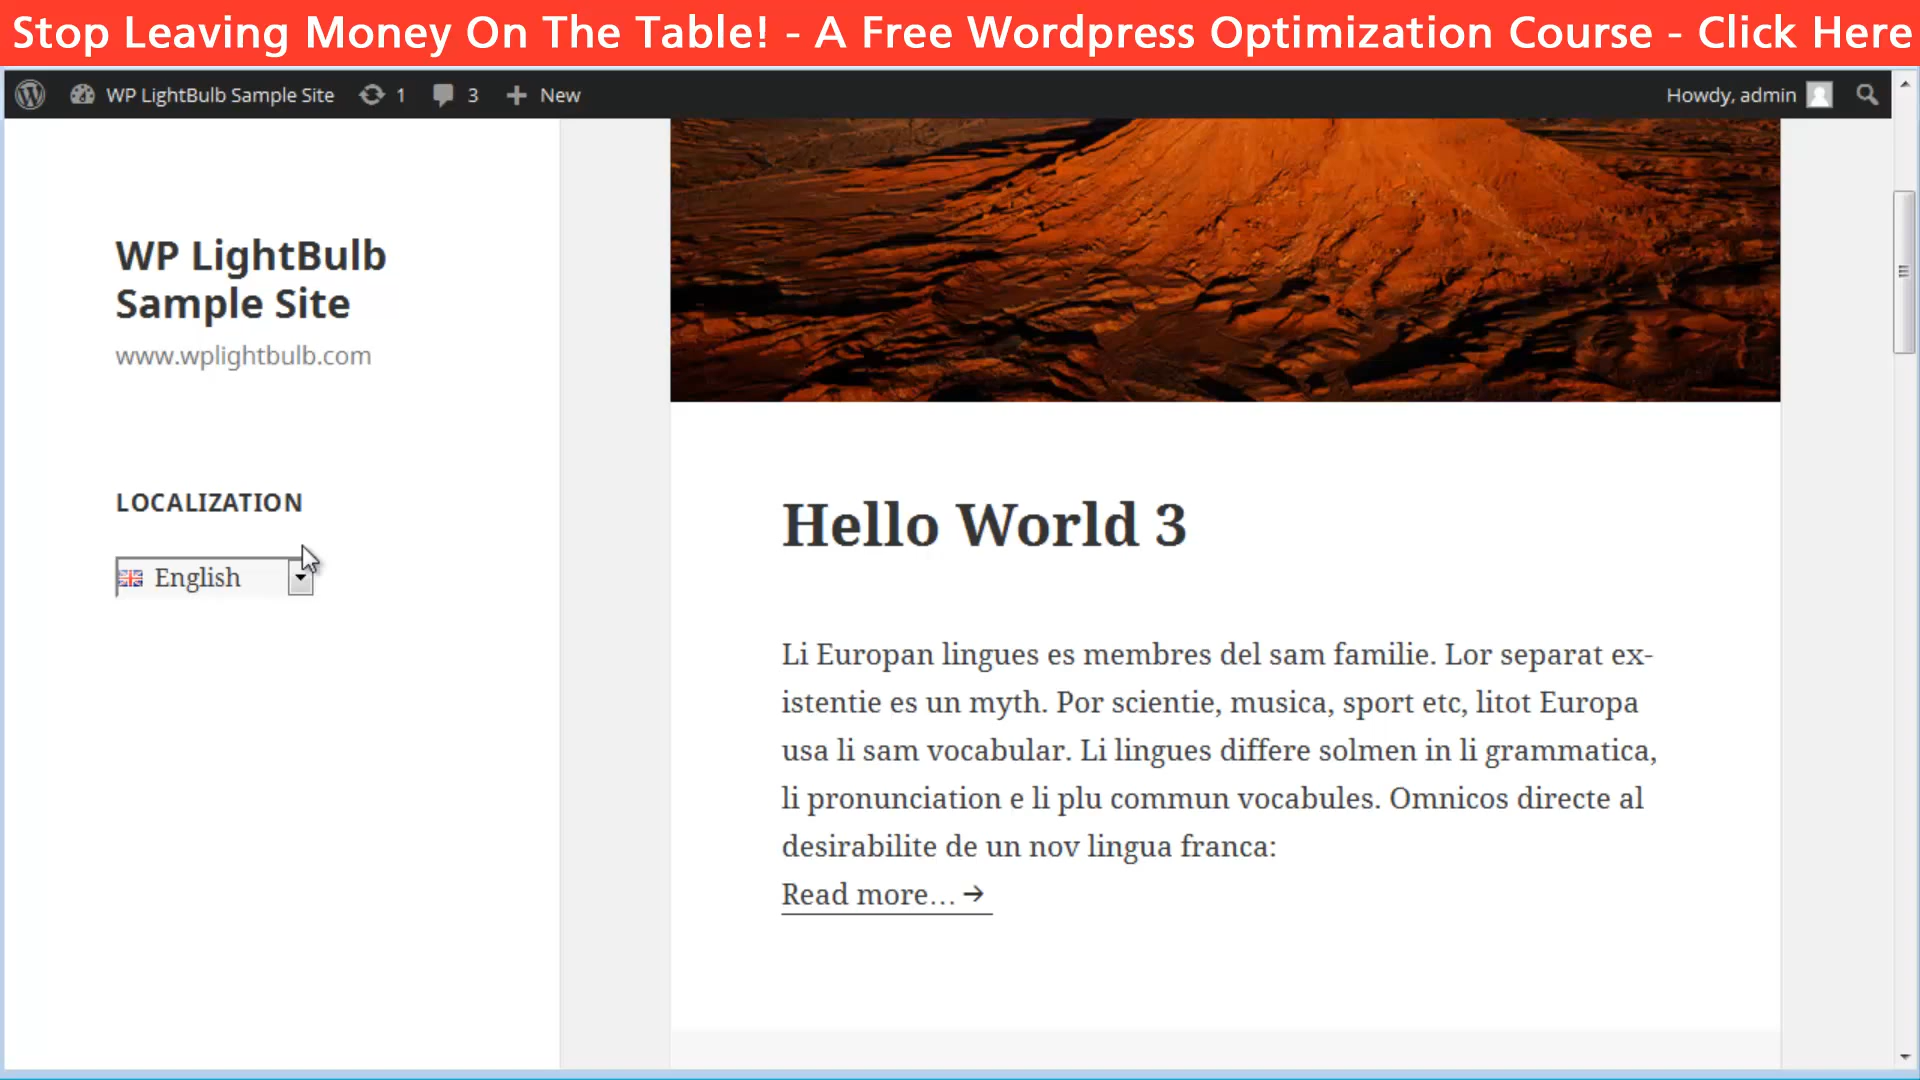 Stop Leaving Money On The Table! - A Free Wordpress Optimization Course - Click Here
WP LightBulb Sample Site 1 3 New Howdy, admin
WP LightBulb
Sample Site
www.wplightbulb.com
LOCALIZATION
English
Hello World 3
Li Europan lingues es membres del sam familie. Lor separat ex-
istentie es un myth. Por scientie, musica, sport etc, litot Europa
usa li sam vocabular. Li lingues differe solmen in li grammatica,
li pronunciation e li plu commun vocabules. Omnicos directe al
desirabilite de un nov lingua franca:
Read more… →